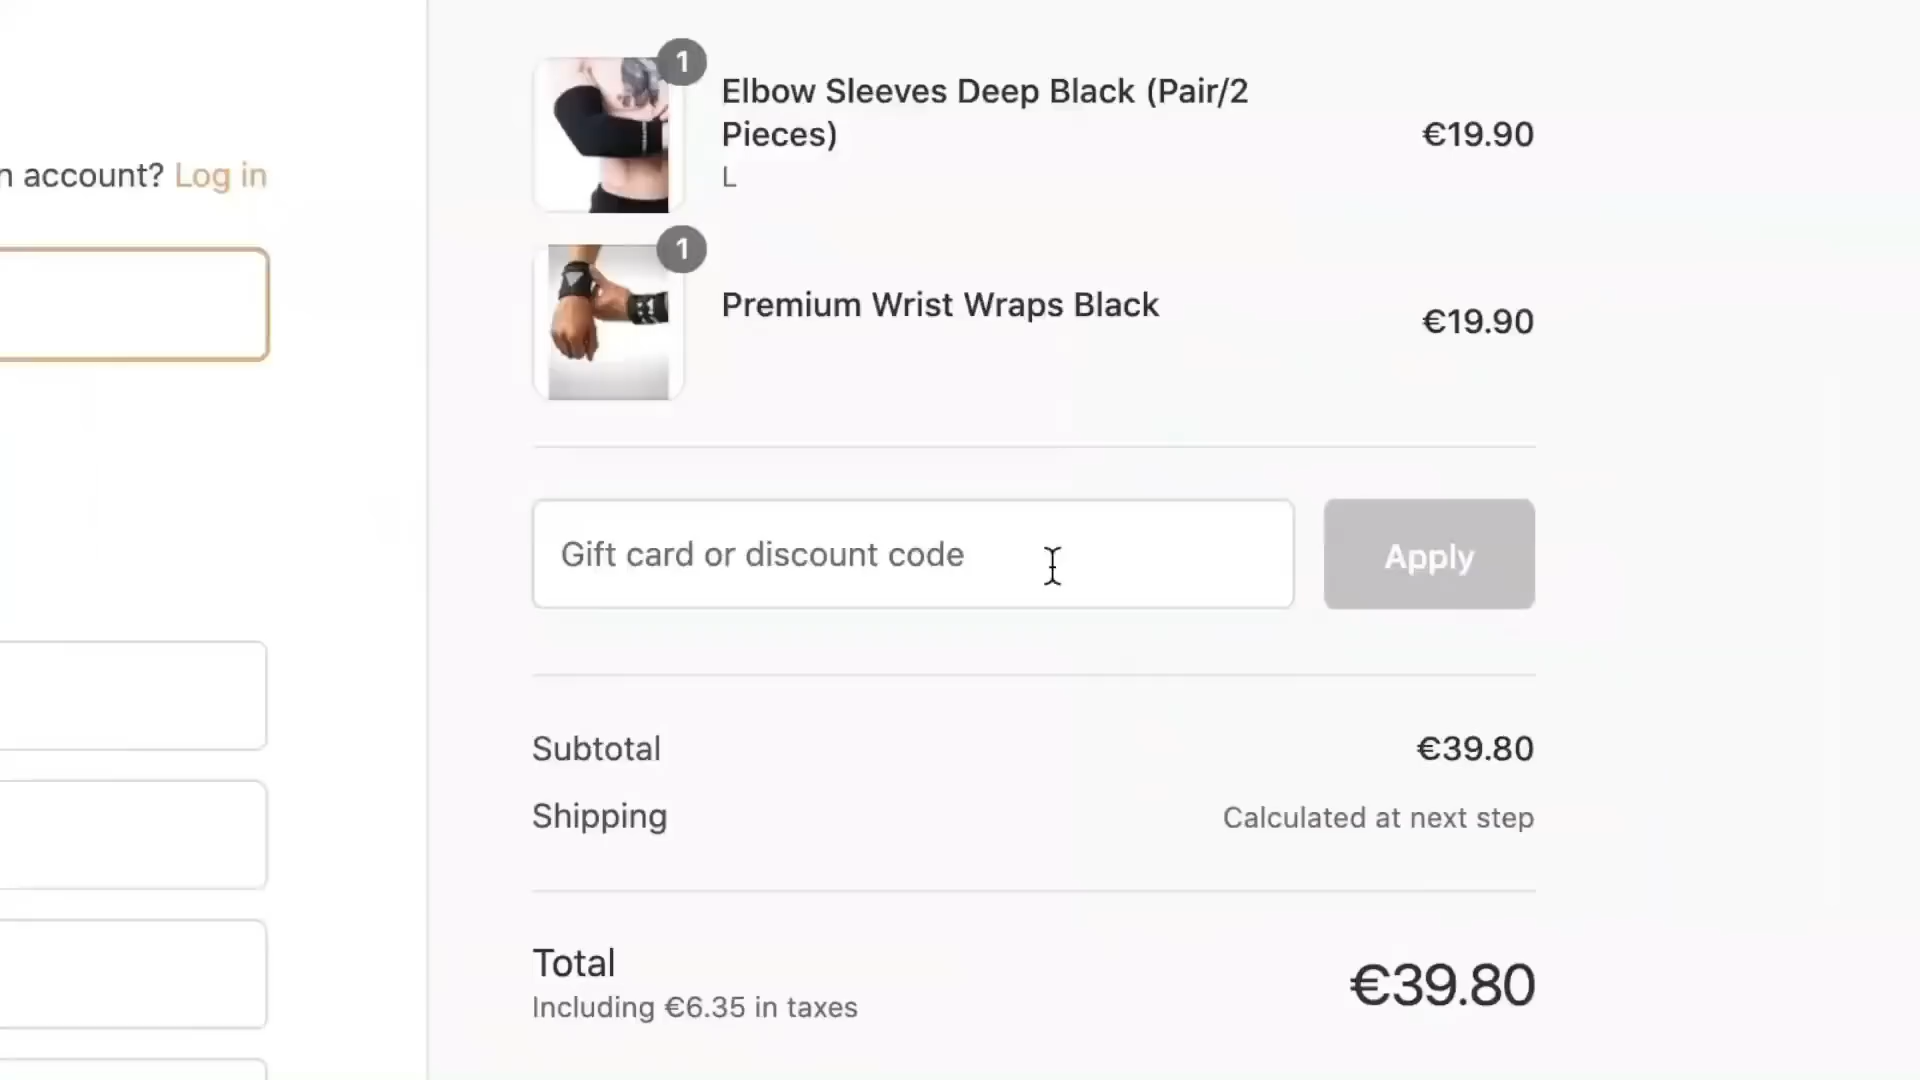 n account? Log in
1
Elbow Sleeves Deep Black (Pair/2
Pieces)
L
€19.90
1
Premium Wrist Wraps Black
€19.90
Gift card or discount code
Apply
Subtotal
€39.80
Shipping
Calculated at next step
Total
Including €6.35 in taxes
€39.80